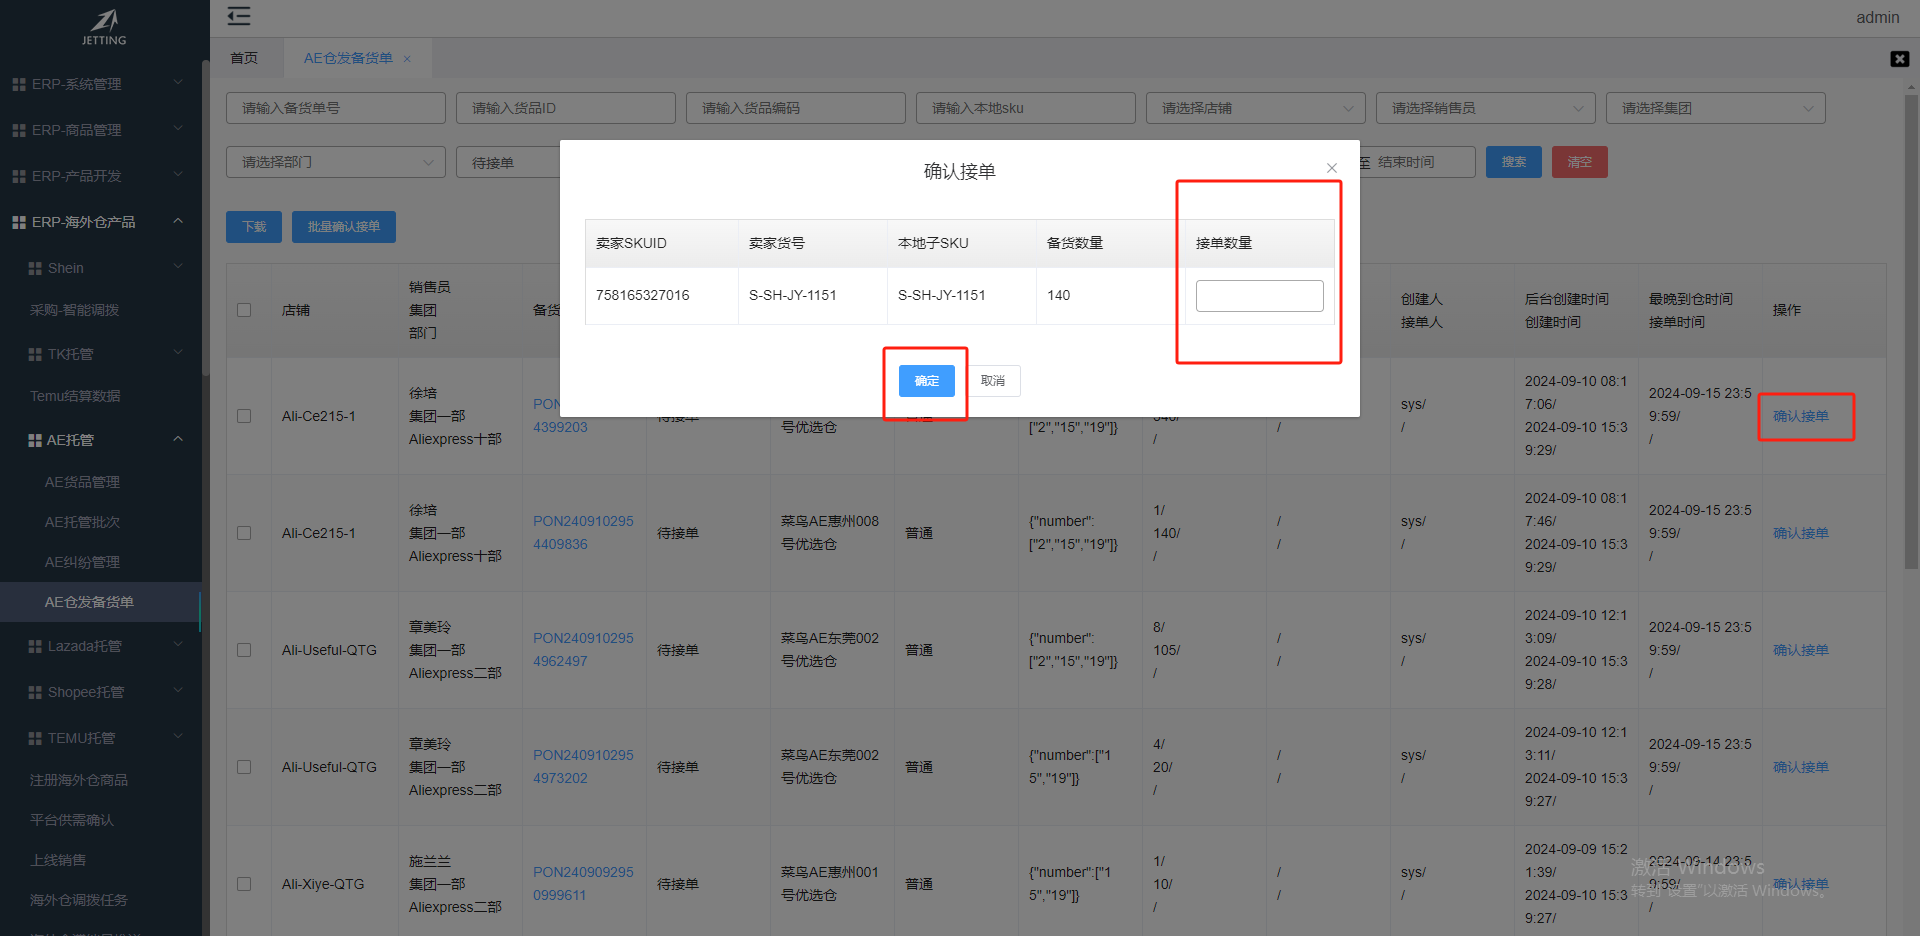 JETTING
admin
首页
AE仓发备货单 ×
ERP-系统管理
ERP-商品管理
ERP-产品开发
ERP-海外仓产品
Shein
采购-智能调拨
TK托管
Temu结算数据
AE托管
AE货品管理
AE托管批次
AE纠纷管理
AE仓发备货单
Lazada托管
Shopee托管
TEMU托管
注册海外仓商品
平台供需确认
上线销售
海外仓调拨任务
请输入备货单号
请输入货品ID
请输入货品编码
请输入本地sku
请选择店铺
请选择销售员
请选择集团
请选择部门
待接单
至 结束时间
搜索
清空
下载
批量确认接单
确认接单
卖家SKUID 卖家货号 本地子SKU 备货数量 接单数量
758165327016 S-SH-JY-1151 S-SH-JY-1151 140
确定
取消
店铺
销售员
集团
部门
备货
创建人
接单人
后台创建时间
创建时间
最晚到仓时间
接单时间
操作
Ali-Ce215-1
徐培
集团一部
Aliexpress十部
PON
4399203
号优选仓
["2","15","19"]}
/
/
sys/
/
2024-09-10 08:1
7:06/
2024-09-10 15:3
9:29/
2024-09-15 23:5
9:59/
/
确认接单
Ali-Ce215-1
徐培
集团一部
Aliexpress十部
PON240910295
4409836
待接单
菜鸟AE惠州008
号优选仓
普通
{"number":
["2","15","19"]}
1/
140/
/
/
/
sys/
/
2024-09-10 08:1
7:46/
2024-09-10 15:3
9:29/
2024-09-15 23:5
9:59/
/
确认接单
Ali-Useful-QTG
章美玲
集团一部
Aliexpress二部
PON240910295
4962497
待接单
菜鸟AE东莞002
号优选仓
普通
{"number":
["2","15","19"]}
8/
105/
/
/
/
sys/
/
2024-09-10 12:1
3:09/
2024-09-10 15:3
9:28/
2024-09-15 23:5
9:59/
/
确认接单
Ali-Useful-QTG
章美玲
集团一部
Aliexpress二部
PON240910295
4973202
待接单
菜鸟AE东莞002
号优选仓
普通
{"number":["1
5","19"]}
4/
20/
/
/
/
sys/
/
2024-09-10 12:1
3:11/
2024-09-10 15:3
9:27/
2024-09-15 23:5
9:59/
/
确认接单
Ali-Xiye-QTG
施兰兰
集团一部
Aliexpress二部
PON240909295
0999611
待接单
菜鸟AE惠州001
号优选仓
普通
{"number":["1
5","19"]}
1/
10/
/
/
/
sys/
/
2024-09-09 15:2
1:39/
2024-09-10 15:3
9:27/
2024-09-14 23:5
9:59/
/
确认接单
激活 Windows
转到"设置"以激活 Windows。